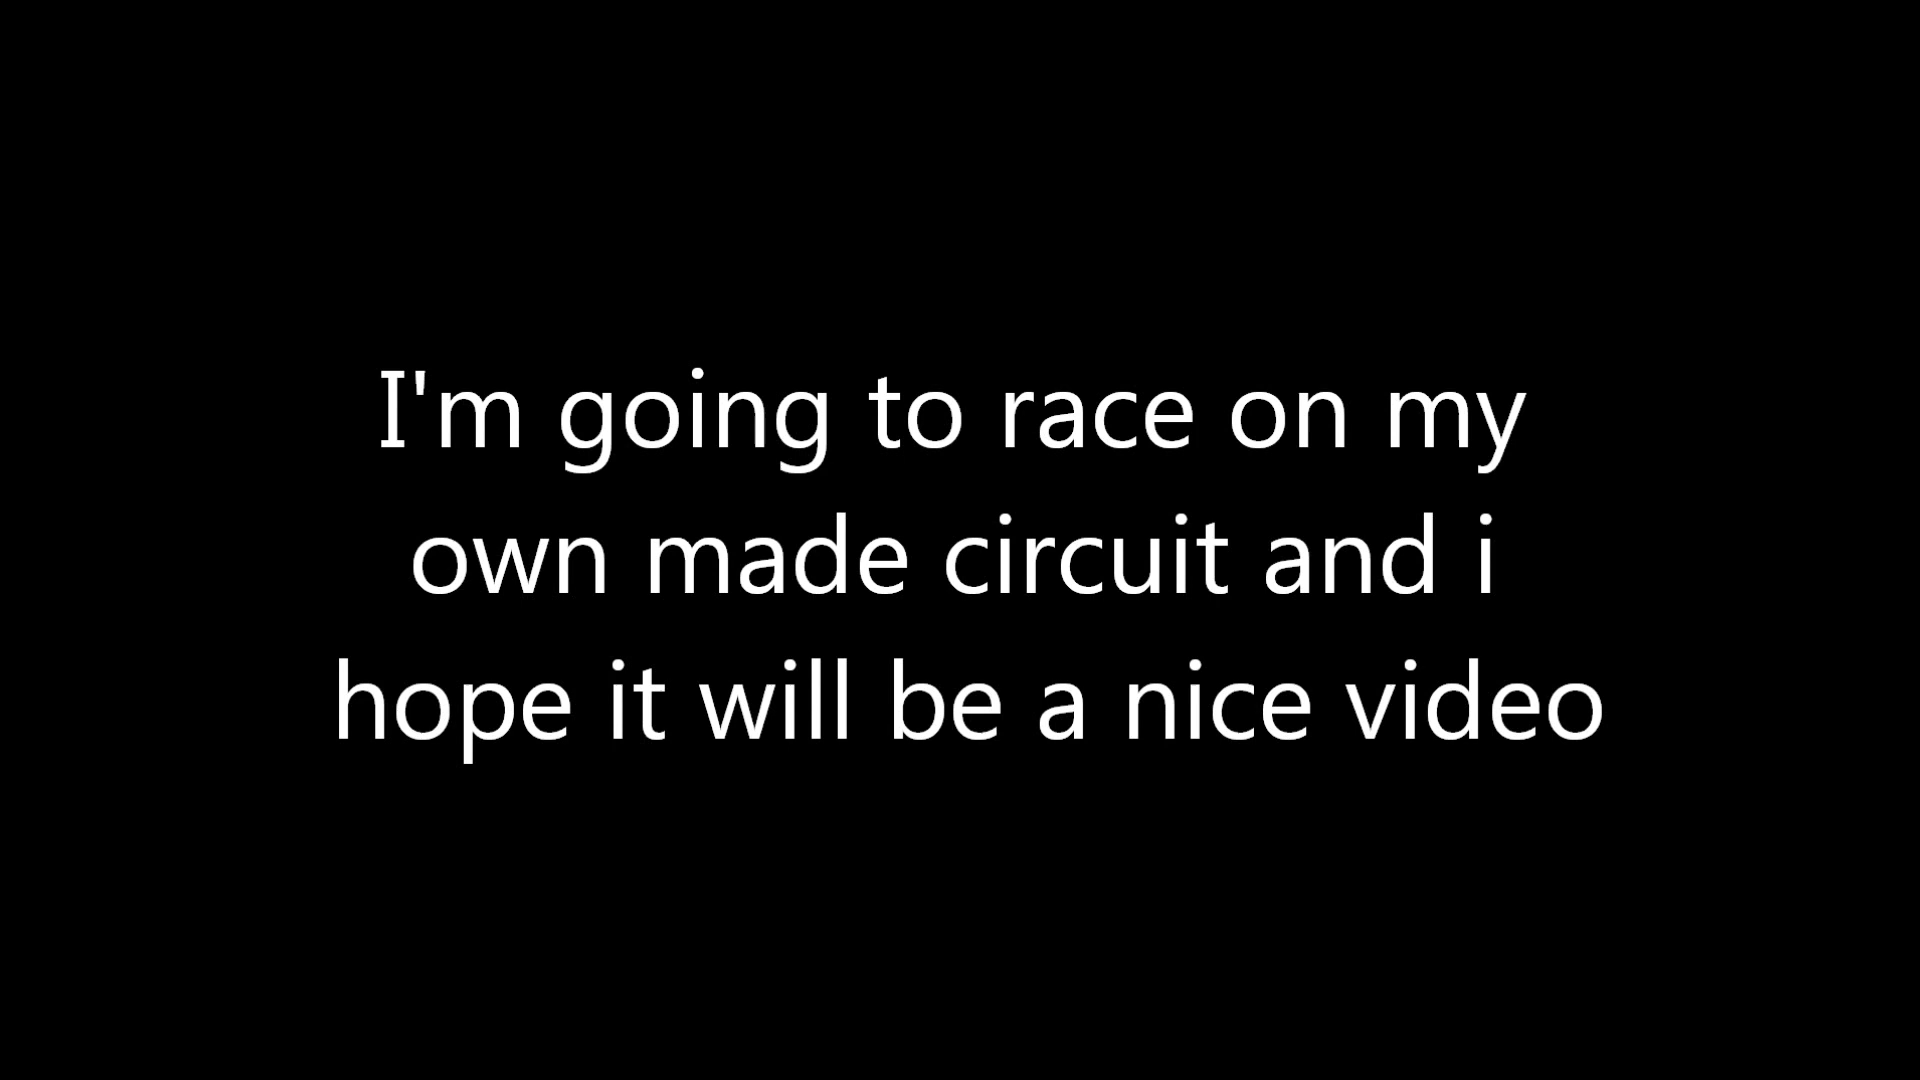 I'm going to race on my
own made circuit and i
hope it will be a nice video